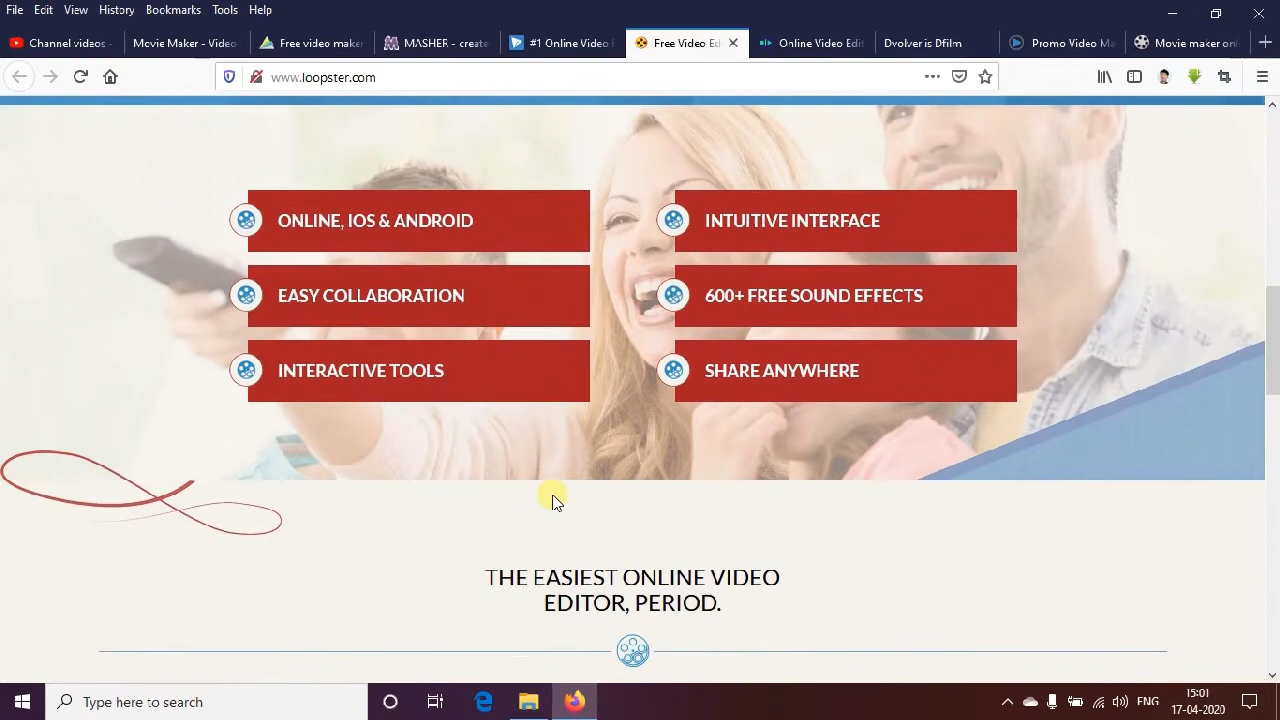 File Edit View History Bookmarks Tools Help
Channel videos - Movie Maker - Video Free video maker MASHER - create #1 Online Video Free Video Edi Online Video Edit Dvolver is Dfilm Promo Video Ma Movie maker onl
www.loopster.com
ONLINE, IOS & ANDROID INTUITIVE INTERFACE
EASY COLLABORATION 600+ FREE SOUND EFFECTS
INTERACTIVE TOOLS SHARE ANYWHERE
THE EASIEST ONLINE VIDEO
EDITOR, PERIOD.
Type here to search ENG 15:01
17-04-2020